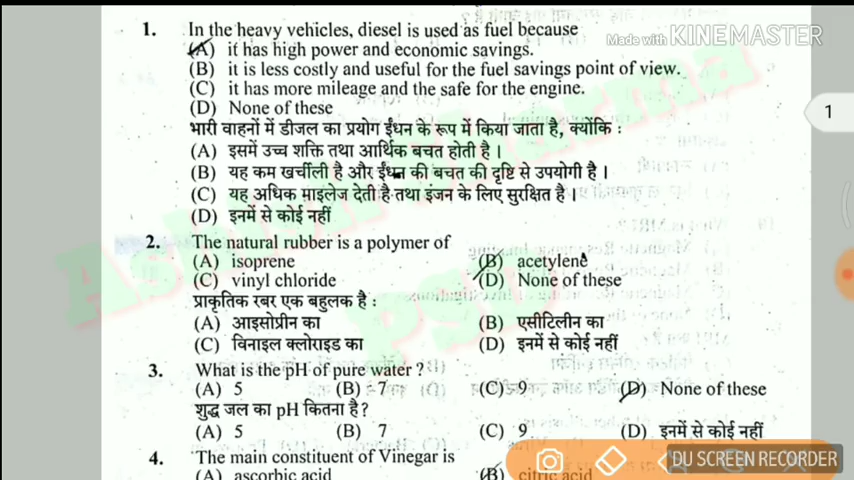 1. In the heavy vehicles, diesel is used as fuel because
Made with KINEMASTER
(A) it has high power and economic savings.
(B) it is less costly and useful for the fuel savings point of view.
(C) it has more mileage and the safe for the engine.
(D) None of these
1
भारी वाहनों में डीजल का प्रयोग ईंधन के रूप में किया जाता है, क्योंकि :
(A) इसमें उच्च शक्ति तथा आर्थिक बचत होती है।
(B) यह कम खर्चीली है और ईंधन की बचत की दृष्टि से उपयोगी है।
(C) यह अधिक माइलेज देती है तथा इंजन के लिए सुरक्षित है।
(D) इनमें से कोई नहीं
2. The natural rubber is a polymer of
(A) isoprene (B) acetylene
(C) vinyl chloride (D) None of these
प्राकृतिक रबर एक बहुलक है :
(A) आइसोप्रीन का (B) एसीटिलीन का
(C) विनाइल क्लोराइड का (D) इनमें से कोई नहीं
3. What is the pH of pure water ?
(A) 5 (B) 7 (C) 9 (D) None of these
शुद्ध जल का pH कितना है?
(A) 5 (B) 7 (C) 9 (D) इनमें से कोई नहीं
4. The main constituent of Vinegar is
DU SCREEN RECORDER
(A) ascorbic acid (B) citric acid